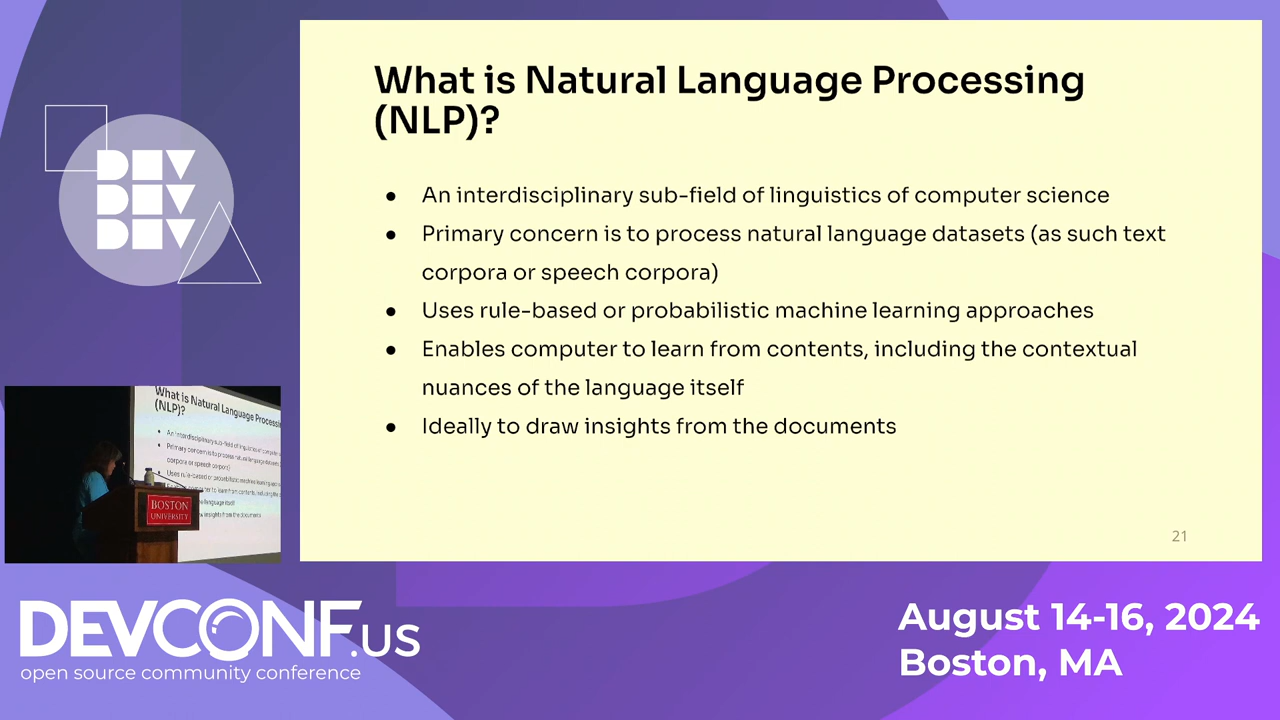 DEV
DEV
DEV
What is Natural Language Processing
(NLP)?
● An interdisciplinary sub-field of linguistics of computer science
● Primary concern is to process natural language datasets (as such text
corpora or speech corpora)
● Uses rule-based or probabilistic machine learning approaches
● Enables computer to learn from contents, including the contextual
nuances of the language itself
● Ideally to draw insights from the documents
21
What is Natural Language Processing
(NLP)?
BOSTON
UNIVERSITY
DEVCONF.US
open source community conference
August 14-16, 2024
Boston, MA